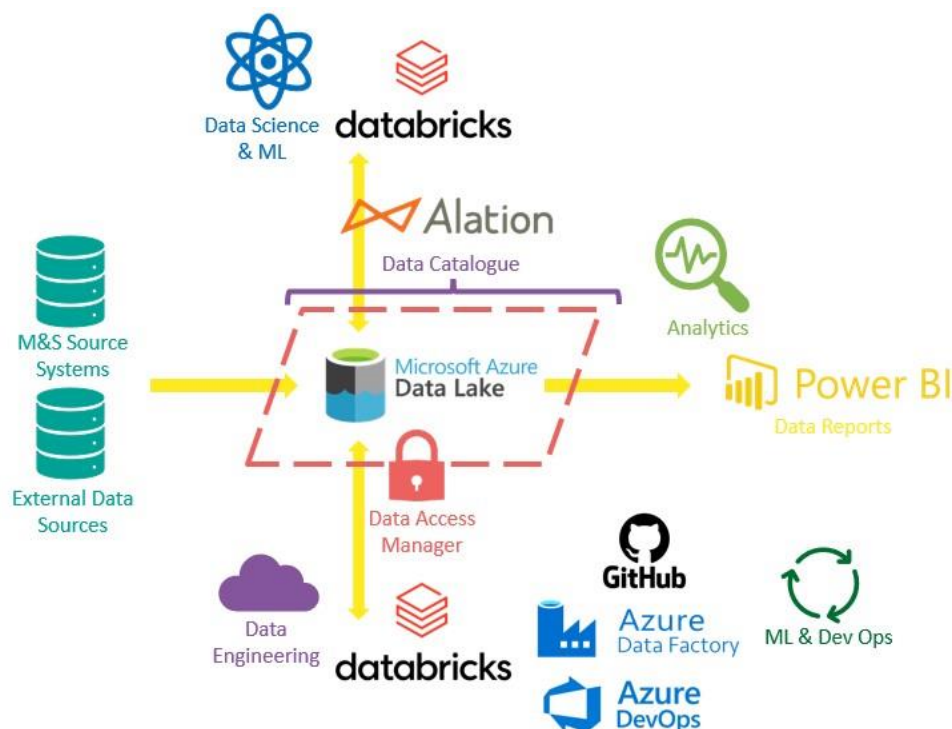 Data Science
& ML
databricks
Alation
Data Catalogue
M&S Source
Systems
Microsoft Azure
Data Lake
Analytics
Power BI
Data Reports
External Data
Sources
Data Access
Manager
Data
Engineering
databricks
GitHub
Azure
Data Factory
Azure
DevOps
ML & Dev Ops